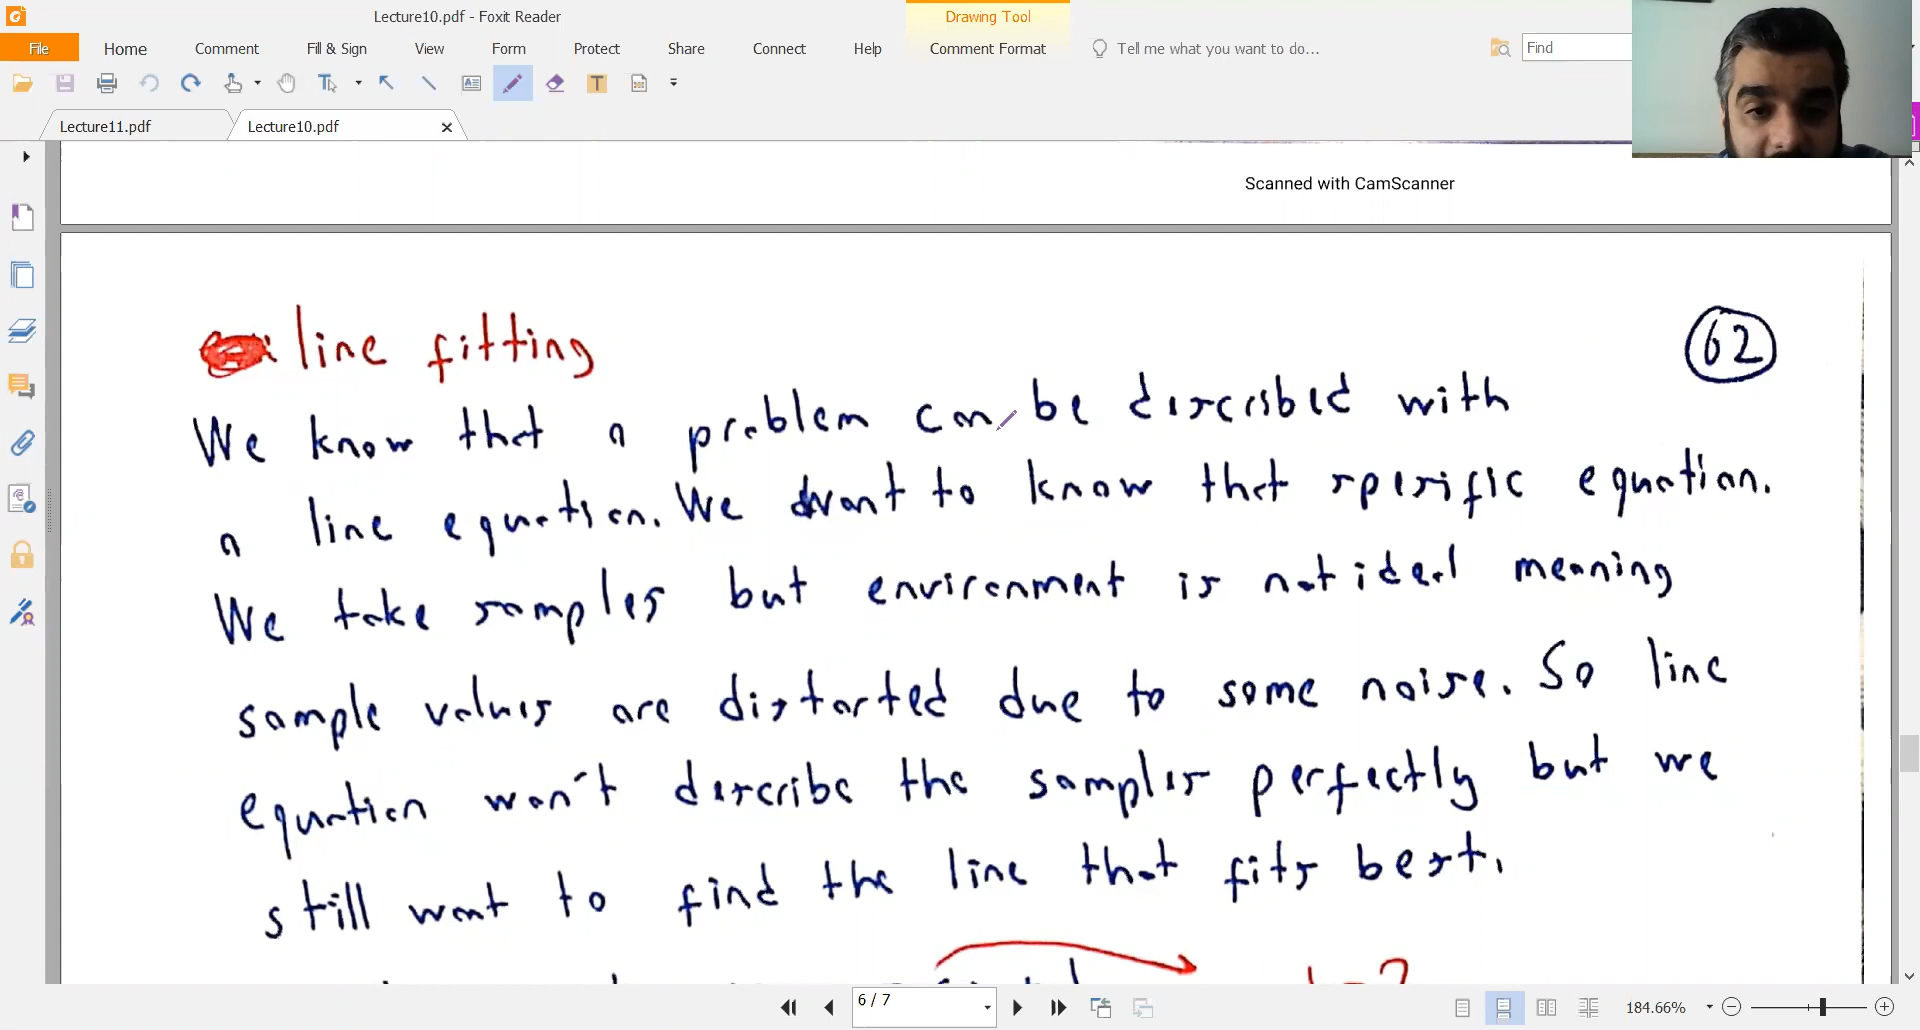 Lecture10.pdf - Foxit Reader
Drawing Tool
File Home Comment Fill & Sign View Form Protect Share Connect Help Comment Format Tell me what you want to do... Find
Lecture11.pdf Lecture10.pdf
Scanned with CamScanner
line fitting 62
We know that a problem can be described with
a line equation. We want to know that specific equation.
We take samples but environment is not ideal meaning
sample values are distorted due to some noise. So line
equation won't describe the samples perfectly but we
still want to find the line that fits best.
6 / 7
184.66%